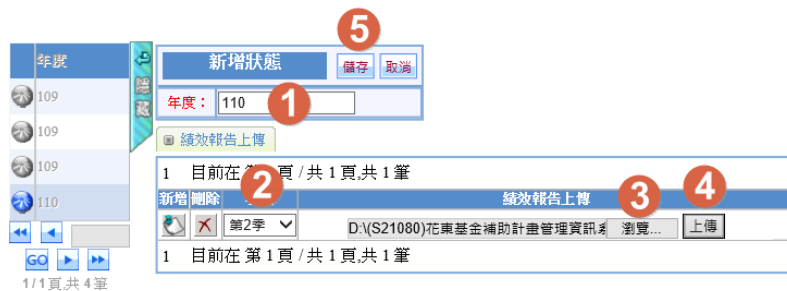 5
年度
隱藏
新增狀態
儲存
取消
109
年度：
110
1
109
績效報告上傳
109
1 目前在 第 頁 / 共 1 頁,共 1 筆
2
3
4
新增 刪除
績效報告上傳
110
第2季
D:\(S21080)花東基金補助計畫管理資訊系
瀏覽...
上傳
1 目前在 第 1 頁 / 共 1 頁,共 1 筆
GO
1/1頁,共 4 筆